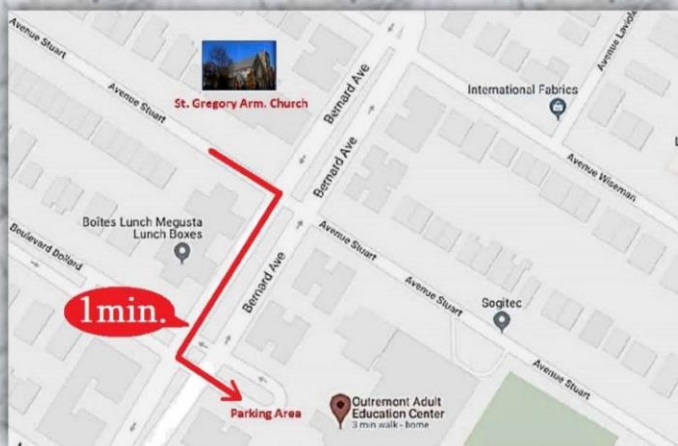 Avenue Stuart
Avenue Stuart
St. Gregory Arm. Church
Bernard Ave
Bernard Ave
International Fabrics
Avenue Wiseman
Boîtes Lunch Megusta
Lunch Boxes
Boulevard Dollard
Bernard Ave
Avenue Stuart
Avenue Stuart
Sogitec
Avenue Stuart
1min.
Parking Area
Outremont Adult
Education Center
3 min walk - home